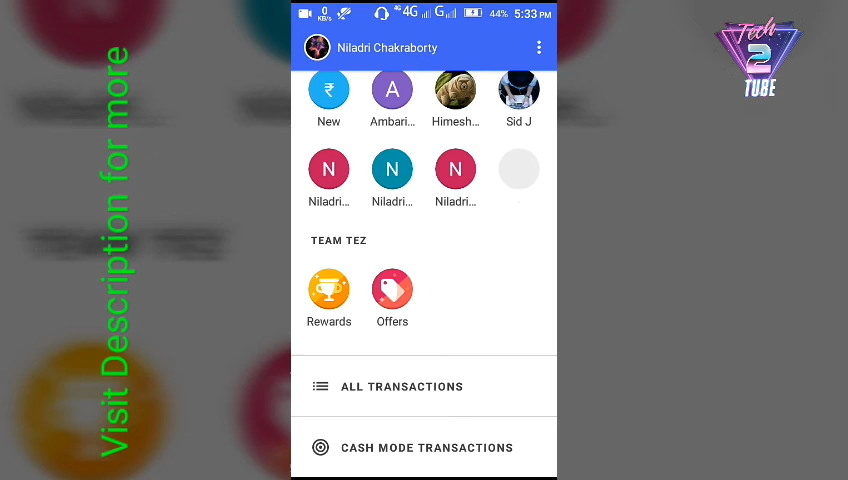 Visit Description for more
0
KB/s
4G 4G G 44% 5:33 PM
Niladri Chakraborty
₹ A
New Ambari... Himesh... Sid J
N N N
Niladri... Niladri... Niladri...
TEAM TEZ
Rewards Offers
ALL TRANSACTIONS
CASH MODE TRANSACTIONS
Tech
2
TUBE